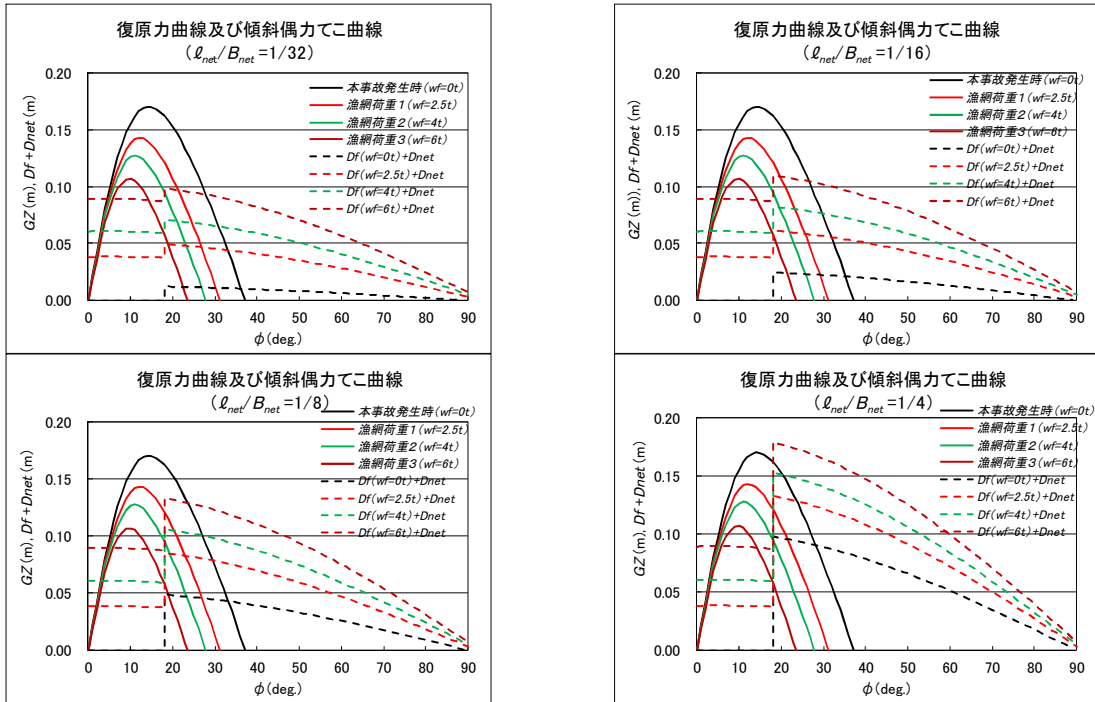 復原力曲線及び傾斜偶力てこ曲線
(ℓnet/Bnet =1/32)
0.20
0.15
0.10
0.05
0.00
GZ (m), Df +Dnet (m)
本事故発生時(wf=0t)
漁網荷重1(wf=2.5t)
漁網荷重2(wf=4t)
漁網荷重3(wf=6t)
Df(wf=0t)+Dnet
Df(wf=2.5t)+Dnet
Df(wf=4t)+Dnet
Df(wf=6t)+Dnet
0 10 20 30 40 50 60 70 80 90
φ(deg.)
復原力曲線及び傾斜偶力てこ曲線
(ℓnet/Bnet =1/16)
0.20
0.15
0.10
0.05
0.00
GZ (m)), Df +Dnet (m)
本事故発生時(wf=0t)
漁網荷重1(wf=2.5t)
漁網荷重2(wf=4t)
漁網荷重3(wf=6t)
Df(wf=0t)+Dnet
Df(wf=2.5t)+Dnet
Df(wf=4t)+Dnet
Df(wf=6t)+Dnet
0 10 20 30 40 50 60 70 80 90
φ(deg.)
復原力曲線及び傾斜偶力てこ曲線
(ℓnet/Bnet =1/8)
0.20
0.15
0.10
0.05
0.00
GZ (m), Df +Dnet (m)
本事故発生時(wf=0t)
漁網荷重1(wf=2.5t)
漁網荷重2(wf=4t)
漁網荷重3(wf=6t)
Df(wf=0t)+Dnet
Df(wf=2.5t)+Dnet
Df(wf=4t)+Dnet
Df(wf=6t)+Dnet
0 10 20 30 40 50 60 70 80 90
φ(deg.)
復原力曲線及び傾斜偶力てこ曲線
(ℓnet/Bnet =1/4)
0.20
0.15
0.10
0.05
0.00
GZ (m), Df +Dnet (m)
本事故発生時(wf=0t)
漁網荷重1(wf=2.5t)
漁網荷重2(wf=4t)
漁網荷重3(wf=6t)
Df(wf=0t)+Dnet
Df(wf=2.5t)+Dnet
Df(wf=4t)+Dnet
Df(wf=6t)+Dnet
0 10 20 30 40 50 60 70 80 90
φ(deg.)